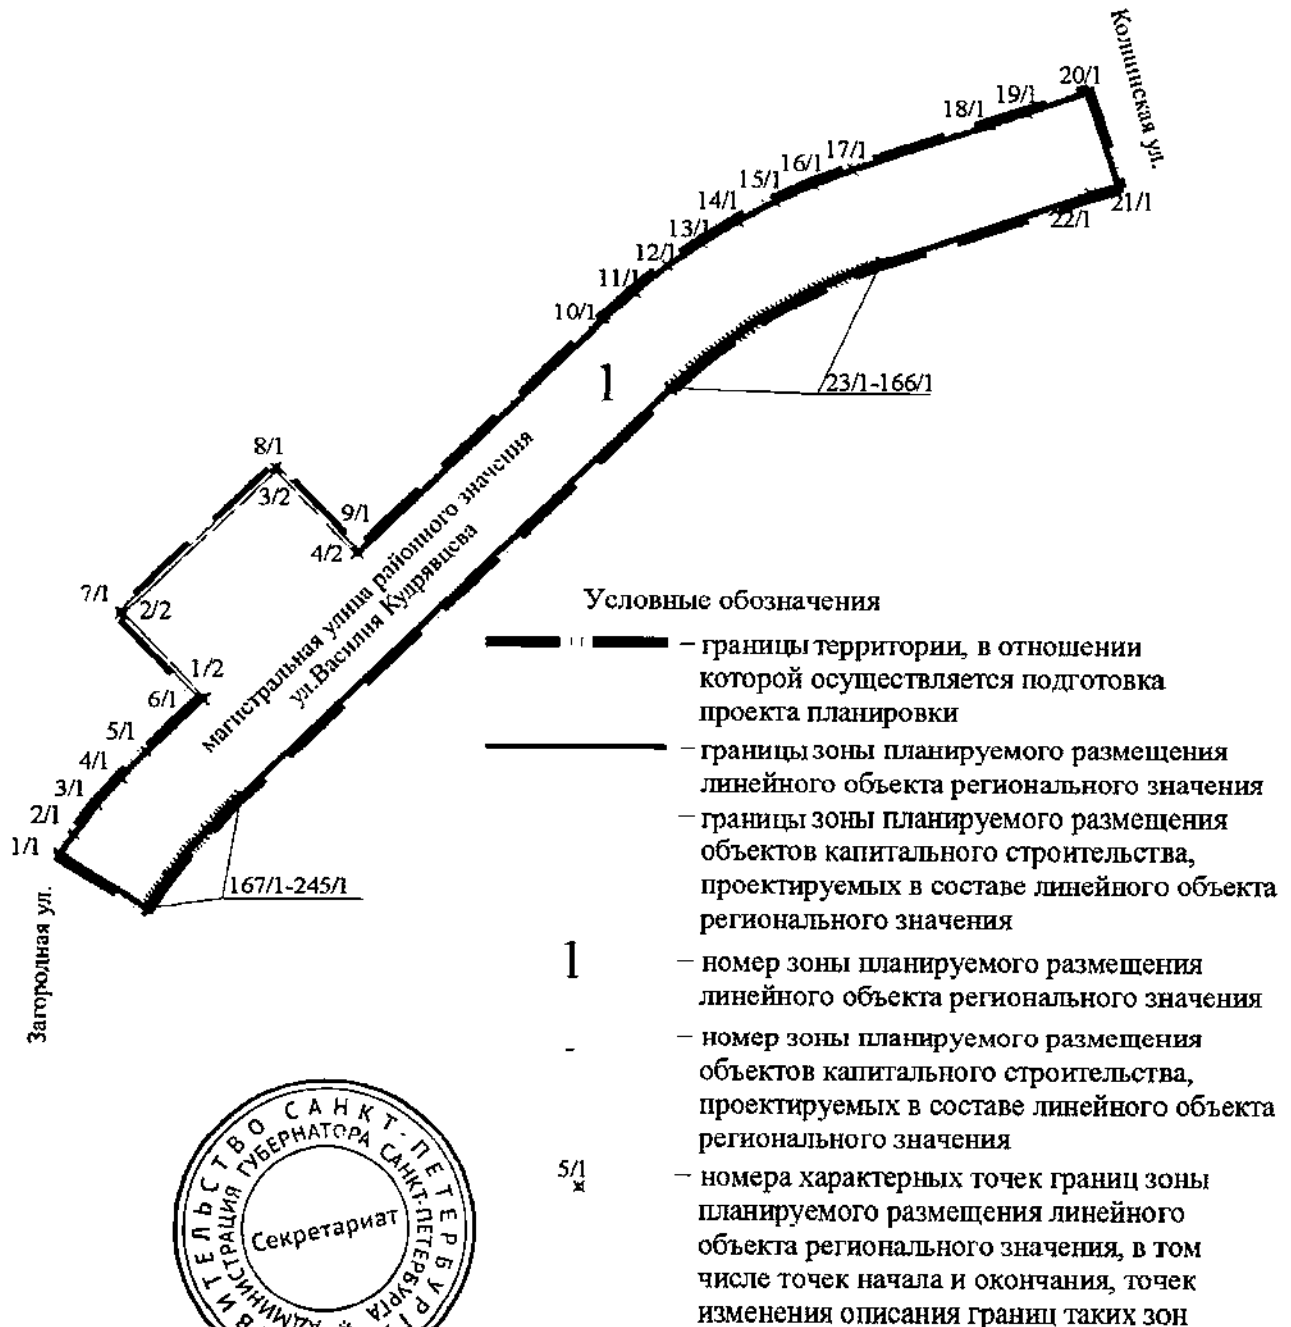 Колпинская ул.
20/1
19/1
18/1
17/1
16/1
15/1
14/1
13/1
12/1
11/1
10/1
21/1
22/1
23/1-166/1
1
8/1
3/2
9/1
4/2
7/1
2/2
1/2
6/1
5/1
4/1
3/1
2/1
1/1
167/1-245/1
магистральная улица районного значения
ул.Василия Кудрявцева
Загородная ул.
Условные обозначения
– границы территории, в отношении
которой осуществляется подготовка
проекта планировки
– границы зоны планируемого размещения
линейного объекта регионального значения
– границы зоны планируемого размещения
объектов капитального строительства,
проектируемых в составе линейного объекта
регионального значения
1
– номер зоны планируемого размещения
линейного объекта регионального значения
-
– номер зоны планируемого размещения
объектов капитального строительства,
проектируемых в составе линейного объекта
регионального значения
5/1
– номера характерных точек границ зоны
планируемого размещения линейного
объекта регионального значения, в том
числе точек начала и окончания, точек
изменения описания границ таких зон
САНКТ-ПЕТЕРБУР
АДМИНИСТРАЦИЯ ГУБЕРНАТОРА САНКТ-ПЕТЕРБУРГА *
Секретариат